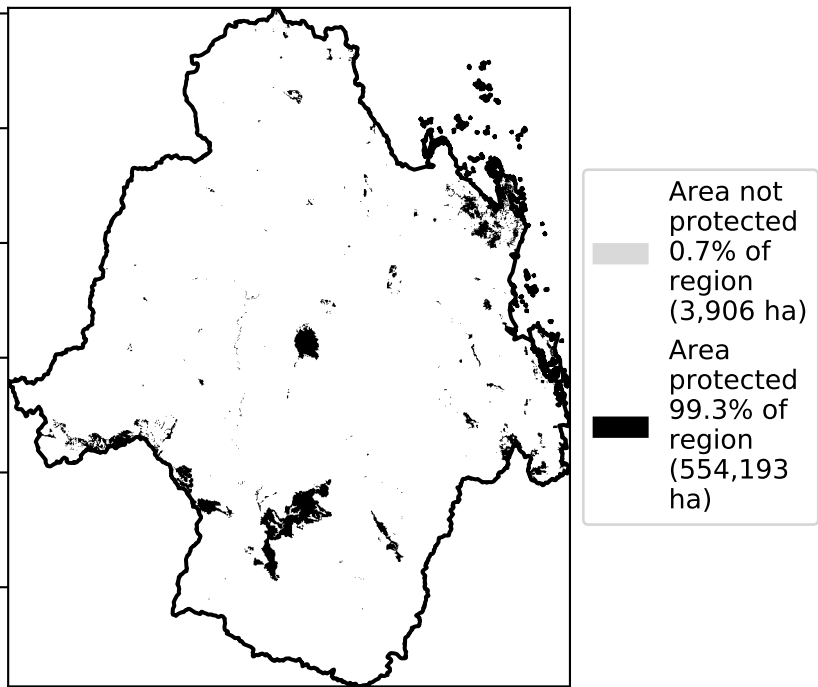 Area not
protected
0.7% of
region
(3,906 ha)
Area
protected
99.3% of
region
(554,193
ha)